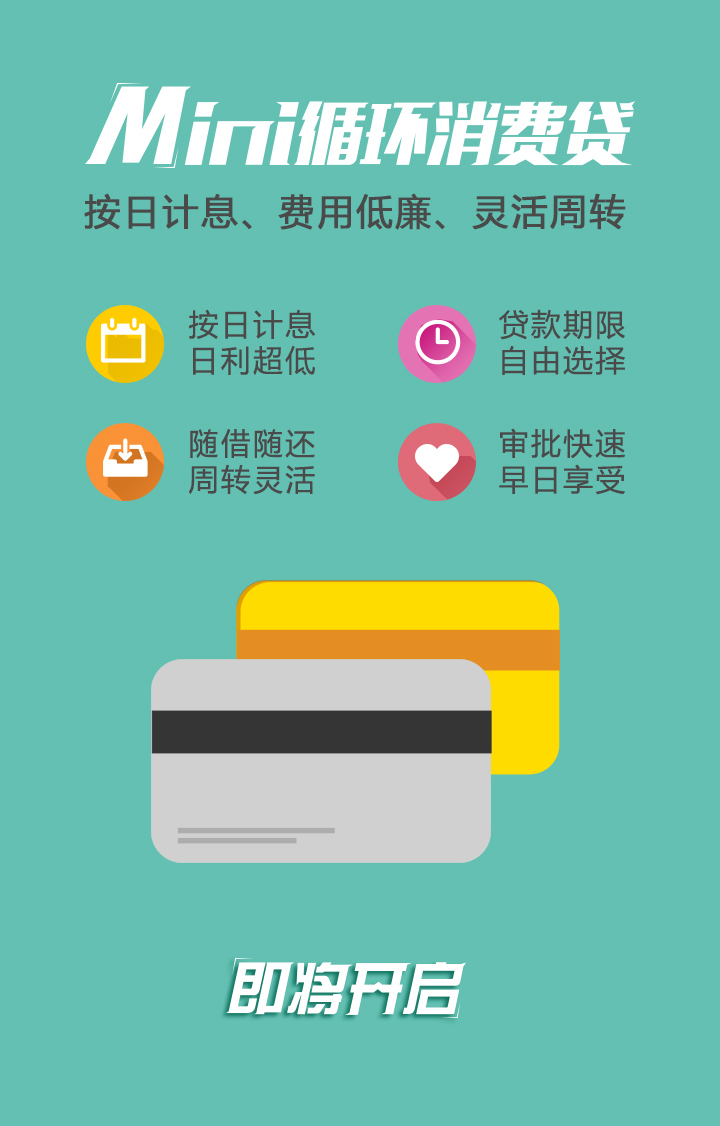 Mini循环消费贷
按日计息、费用低廉、灵活周转
按日计息
日利超低
贷款期限
自由选择
随借随还
周转灵活
审批快速
早日享受
即将开启